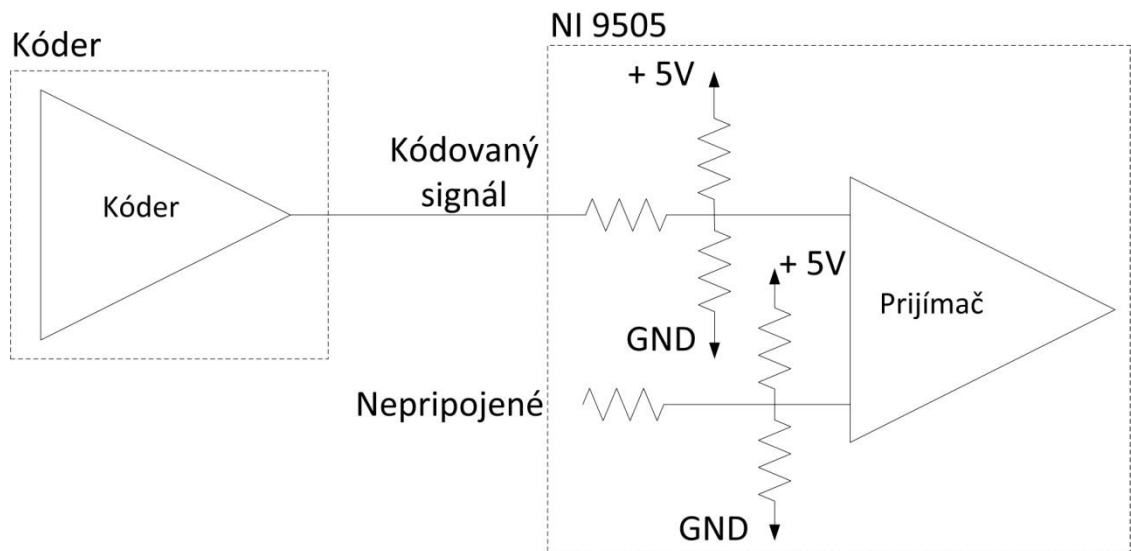 NI 9505
Kóder
+ 5V
Kódovaný
signál
Kóder
+ 5V
Prijímač
GND
Nepripojené
GND